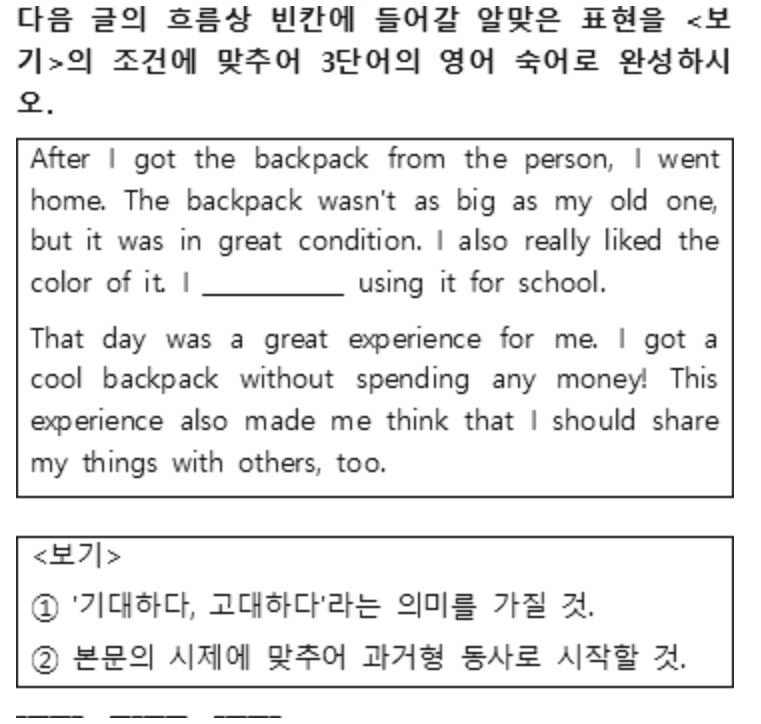 다음 글의 흐름상 빈칸에 들어갈 알맞은 표현을 <보
기>의 조건에 맞추어 3단어의 영어 숙어로 완성하시
오.
After I got the backpack from the person, I went
home. The backpack wasn't as big as my old one,
but it was in great condition. I also really liked the
color of it. I __________ using it for school.
That day was a great experience for me. I got a
cool backpack without spending any money! This
experience also made me think that I should share
my things with others, too.
<보기>
① '기대하다, 고대하다'라는 의미를 가질 것.
② 본문의 시제에 맞추어 과거형 동사로 시작할 것.